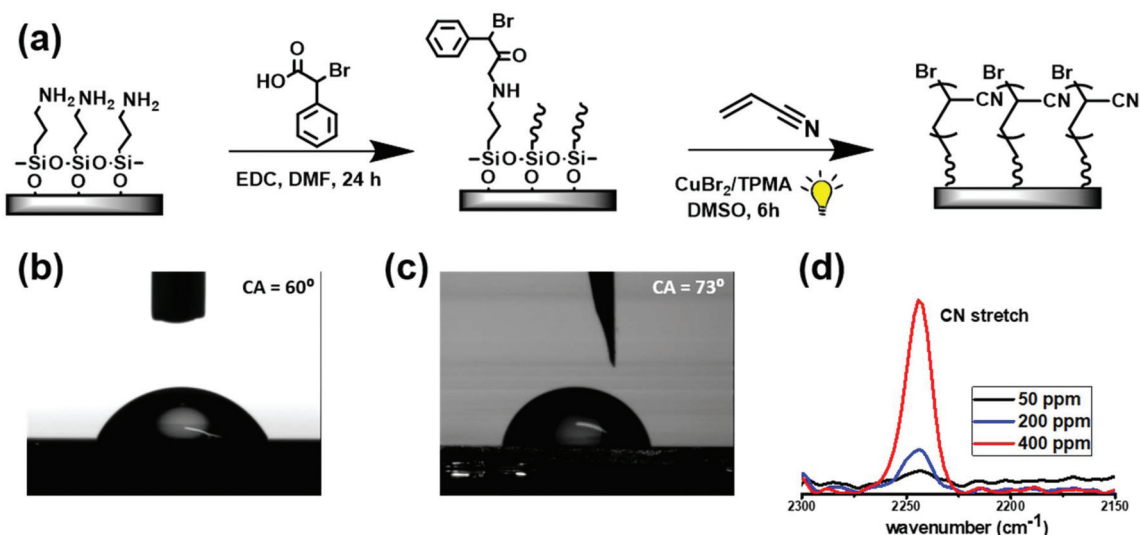 (a)
NH₂ NH₂ NH₂
Si O Si O Si
O O O
O
HO
Br
EDC, DMF, 24 h
Br
O
NH
Si O Si O Si
O O O
N
CuBr₂/TPMA
DMSO, 6h
Br Br Br
CN CN CN
(b)
CA = 60⁰
(c)
CA = 73⁰
(d)
CN stretch
50 ppm
200 ppm
400 ppm
2300 2250 2200 2150
wavenumber (cm⁻¹)